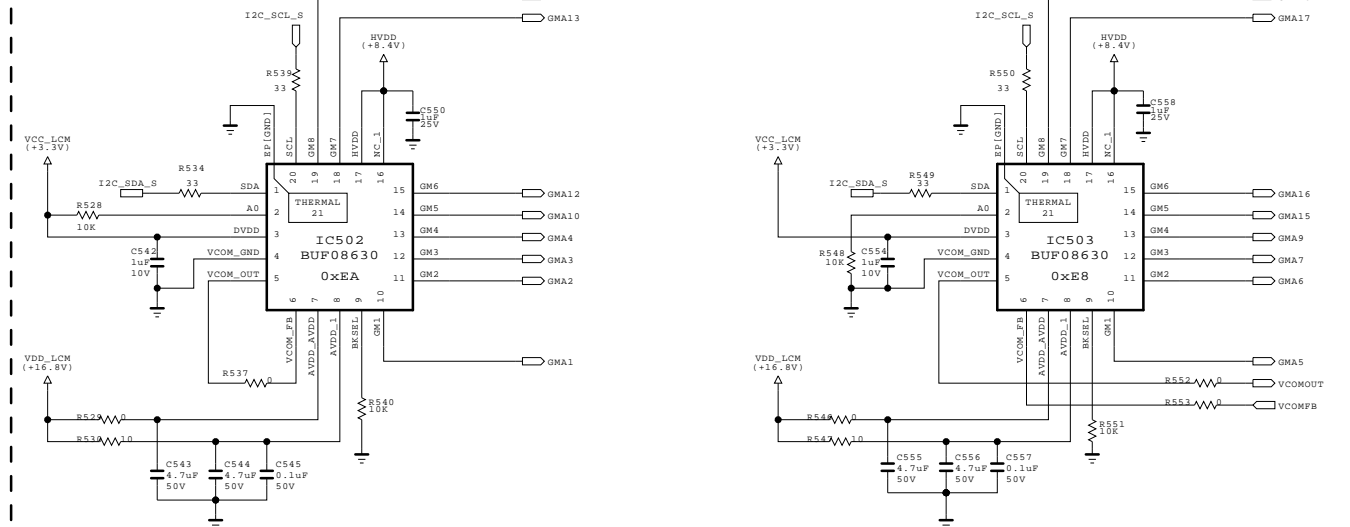 I2C_SCL_S
GMA13
HVDD
(+8.4V)
R539
33
C550
1uF
25V
EP[GND]
SCL
GM8
GM7
HVDD
NC_1
VCC_LCM
(+3.3V)
R534
I2C_SDA_S
33
SDA
R528
10K
A0
DVDD
C542
1uF
10V
VCOM_GND
VCOM_OUT
20
19
18
17
16
1
2
3
4
5
THERMAL
21
IC502
BUF08630
0xEA
15
14
13
12
11
6
7
8
9
10
GM6
GM5
GM4
GM3
GM2
GMA12
GMA10
GMA4
GMA3
GMA2
VCOM_FB
AVDD_AVDD
AVDD_1
BKSEL
GM1
GMA1
VDD_LCM
(+16.8V)
R537
0
R540
10K
R529
0
R530
10
C543
4.7uF
50V
C544
4.7uF
50V
C545
0.1uF
50V
I2C_SCL_S
GMA17
HVDD
(+8.4V)
R550
33
C558
1uF
25V
EP[GND]
SCL
GM8
GM7
HVDD
NC_1
VCC_LCM
(+3.3V)
R549
I2C_SDA_S
33
SDA
A0
DVDD
R548
10K
C554
1uF
10V
VCOM_GND
VCOM_OUT
20
19
18
17
16
1
2
3
4
5
THERMAL
21
IC503
BUF08630
0xE8
15
14
13
12
11
6
7
8
9
10
GM6
GM5
GM4
GM3
GM2
GMA16
GMA15
GMA9
GMA7
GMA6
VCOM_FB
AVDD_AVDD
AVDD_1
BKSEL
GM1
GMA5
VDD_LCM
(+16.8V)
R552
0
VCOMOUT
R553
0
VCOMFB
R551
10K
R546
0
R547
10
C555
4.7uF
50V
C556
4.7uF
50V
C557
0.1uF
50V